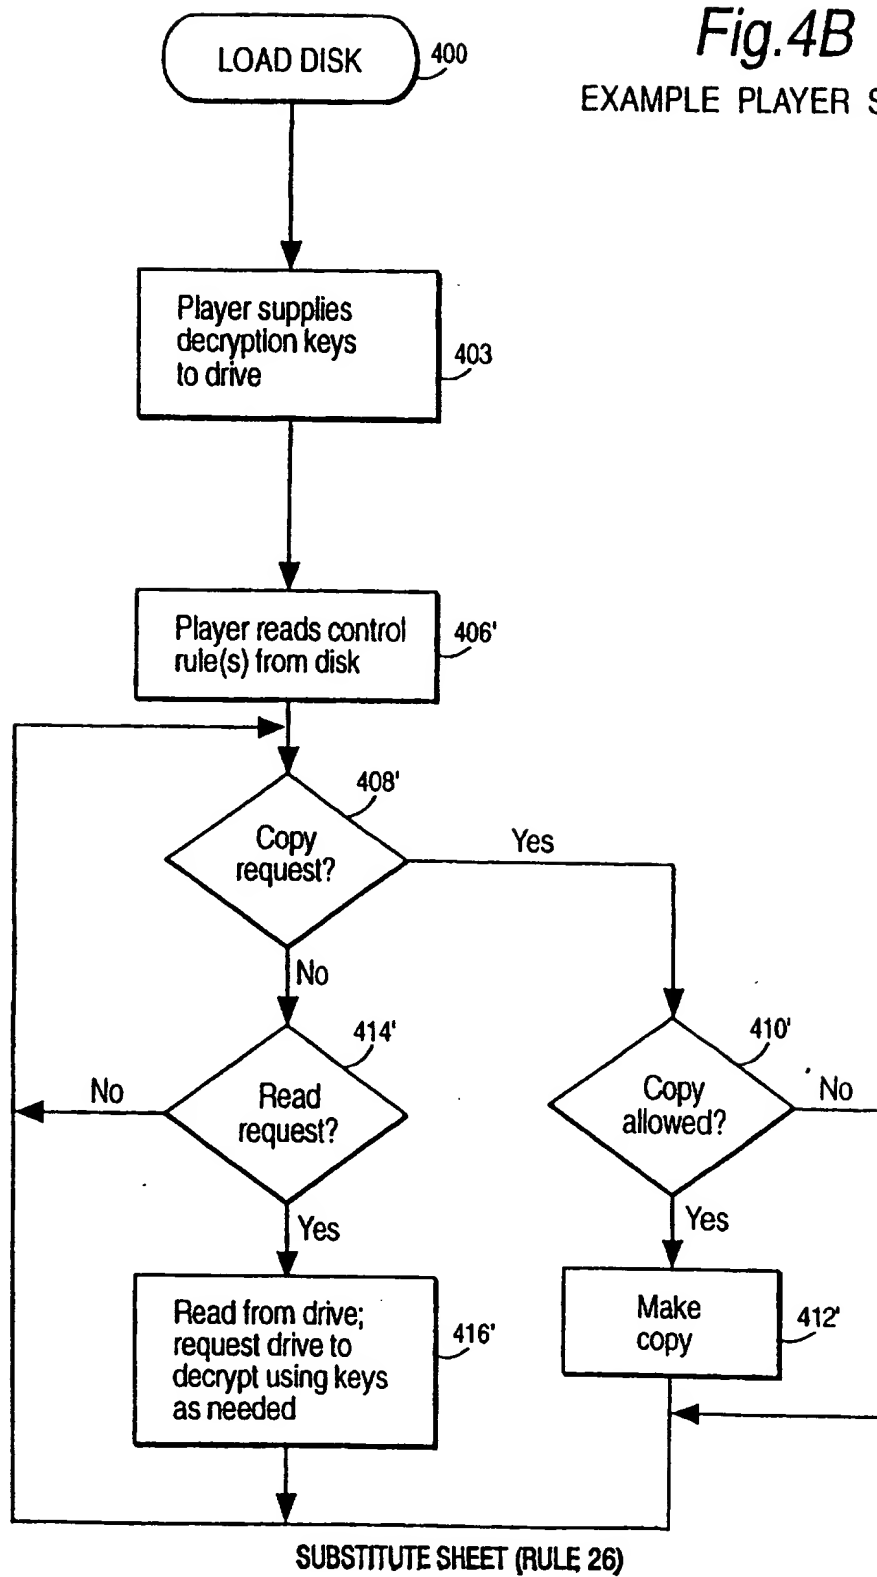 Fig.4B
EXAMPLE PLAYER S
LOAD DISK
400
Player supplies
decryption keys
to drive
403
Player reads control
rule(s) from disk
406'
Copy
request?
408'
Yes
No
Read
request?
414'
No
Copy
allowed?
410'
No
Yes
Yes
Read from drive;
request drive to
decrypt using keys
as needed
416'
Make
copy
412'
SUBSTITUTE SHEET (RULE 26)